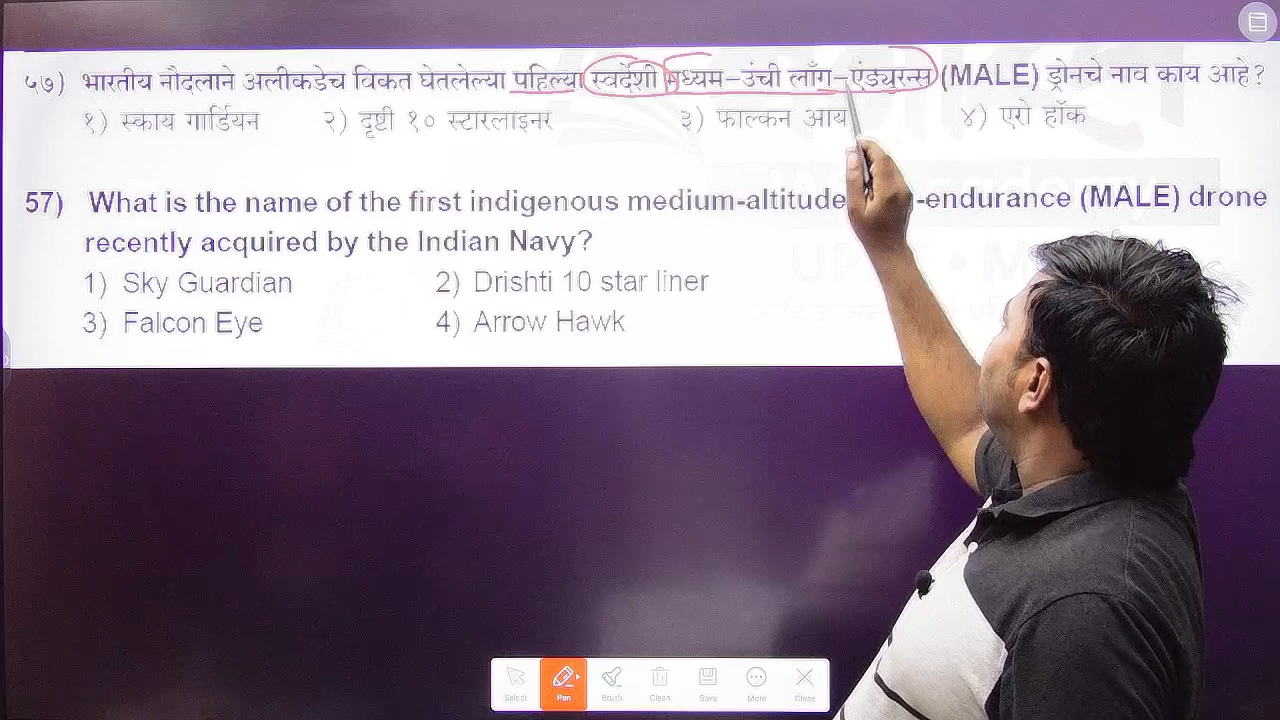 ५७) भारतीय नौदलाने अलीकडेच विकत घेतलेल्या पहिल्या स्वदेशी मध्यम–उंची लाँग–एंड्युरन्स (MALE) ड्रोनचे नाव काय आहे?
१) स्काय गार्डियन २) दृष्टी १० स्टारलाइनर ३) फाल्कन आय ४) एरो हॉक
57) What is the name of the first indigenous medium-altitude -endurance (MALE) drone
recently acquired by the Indian Navy?
1) Sky Guardian 2) Drishti 10 star liner
3) Falcon Eye 4) Arrow Hawk
Select Pen Brush Clean Save More Close